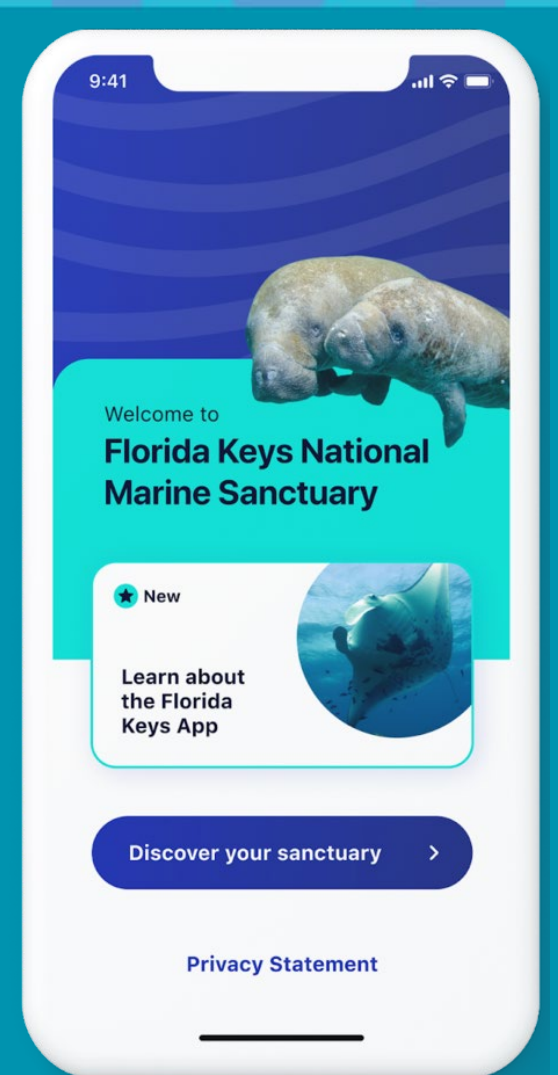 9:41
Welcome to
Florida Keys National
Marine Sanctuary
New
Learn about
the Florida
Keys App
Discover your sanctuary
Privacy Statement